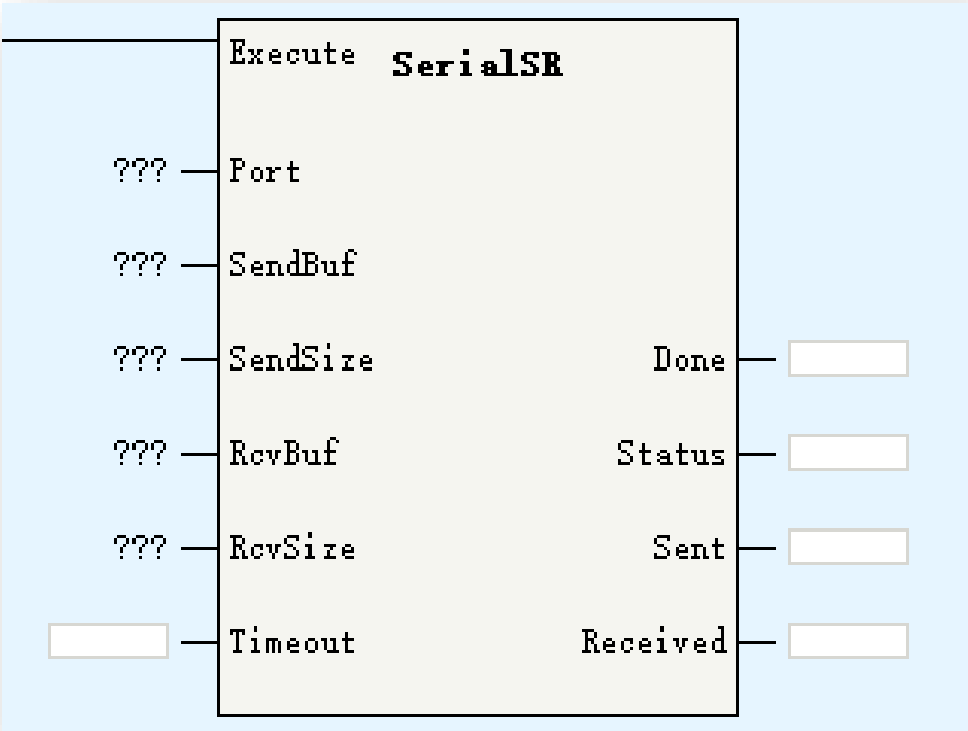 Execute SerialSR
??? Port
??? SendBuf
??? SendSize Done
??? RcvBuf Status
??? RcvSize Sent
Timeout Received